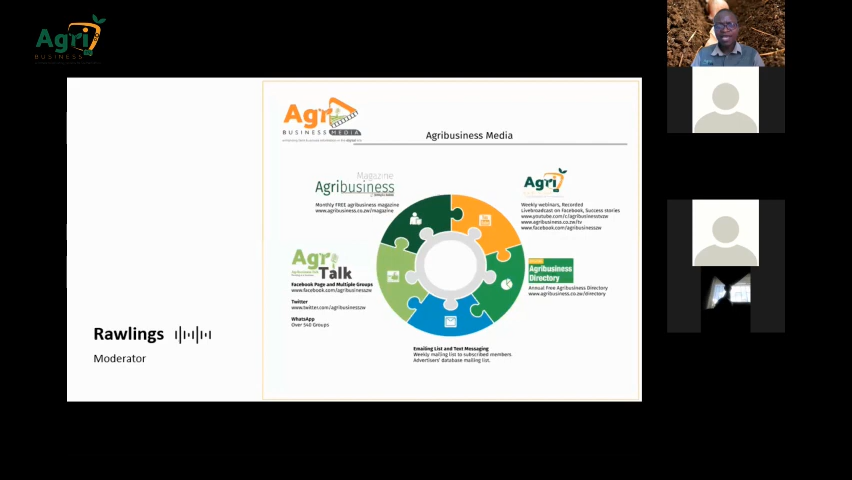 Agri
BUSINESS
Agri
BUSINESS MEDIA
Agribusiness Media
Magazine
Agribusiness
Monthly FREE agribusiness magazine
www.agribusiness.co.zw/magazine
Agri
Weekly webinars, Recorded
Livebroadcast on Facebook, Success stories
www.youtube.com/c/agribusinesstvzw
www.agribusiness.co.zw/tv
www.facebook.com/agribusinesszw
Agri
Talk
Facebook Page and Multiple Groups
www.facebook.com/agribusinesszw
Twitter
www.twitter.com/agribusinesszw
WhatsApp
Over 540 Groups
Agribusiness
Directory
Annual Free Agribusiness Directory
www.agribusiness.co.zw/directory
Emailing List and Text Messaging
Weekly mailing list to subscribed members
Advertisers' database mailing list.
Rawlings
Moderator